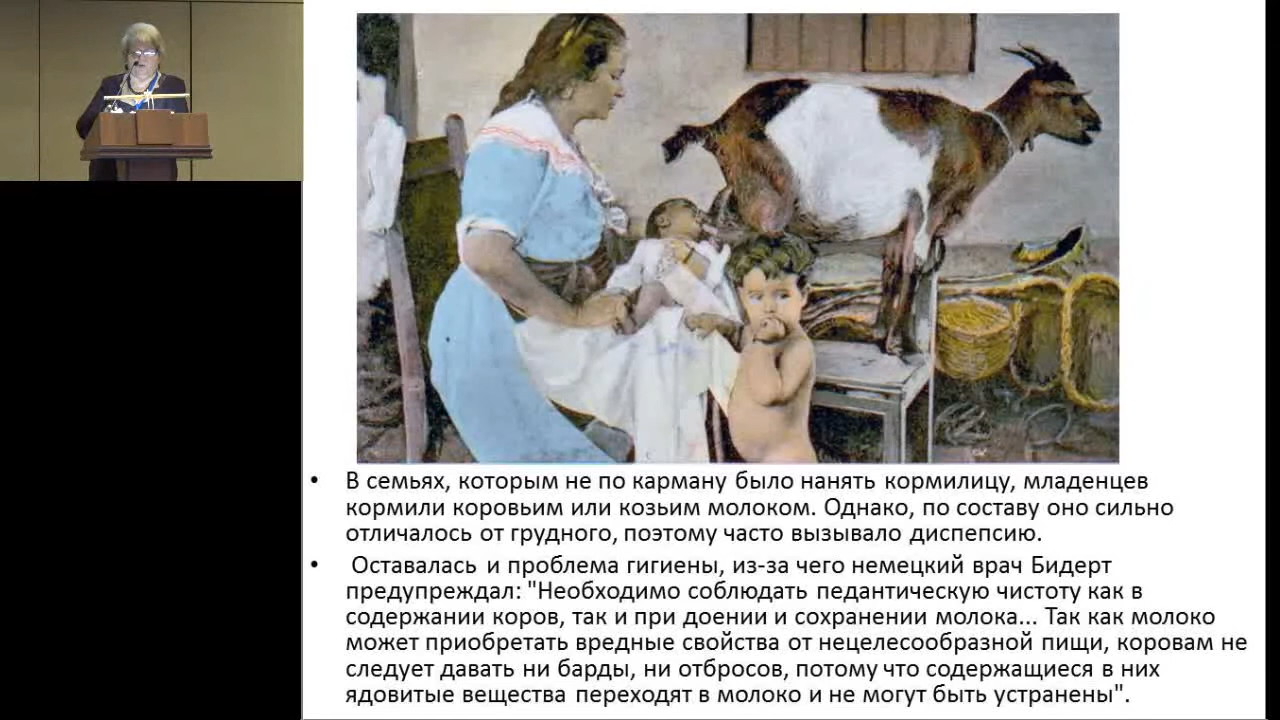 • В семьях, которым не по карману было нанять кормилицу, младенцев
кормили коровьим или козьим молоком. Однако, по составу оно сильно
отличалось от грудного, поэтому часто вызывало диспепсию.
• Оставалась и проблема гигиены, из-за чего немецкий врач Бидерт
предупреждал: "Необходимо соблюдать педантическую чистоту как в
содержании коров, так и при доении и сохранении молока... Так как молоко
может приобретать вредные свойства от нецелесообразной пищи, коровам не
следует давать ни барды, ни отбросов, потому что содержащиеся в них
ядовитые вещества переходят в молоко и не могут быть устранены".